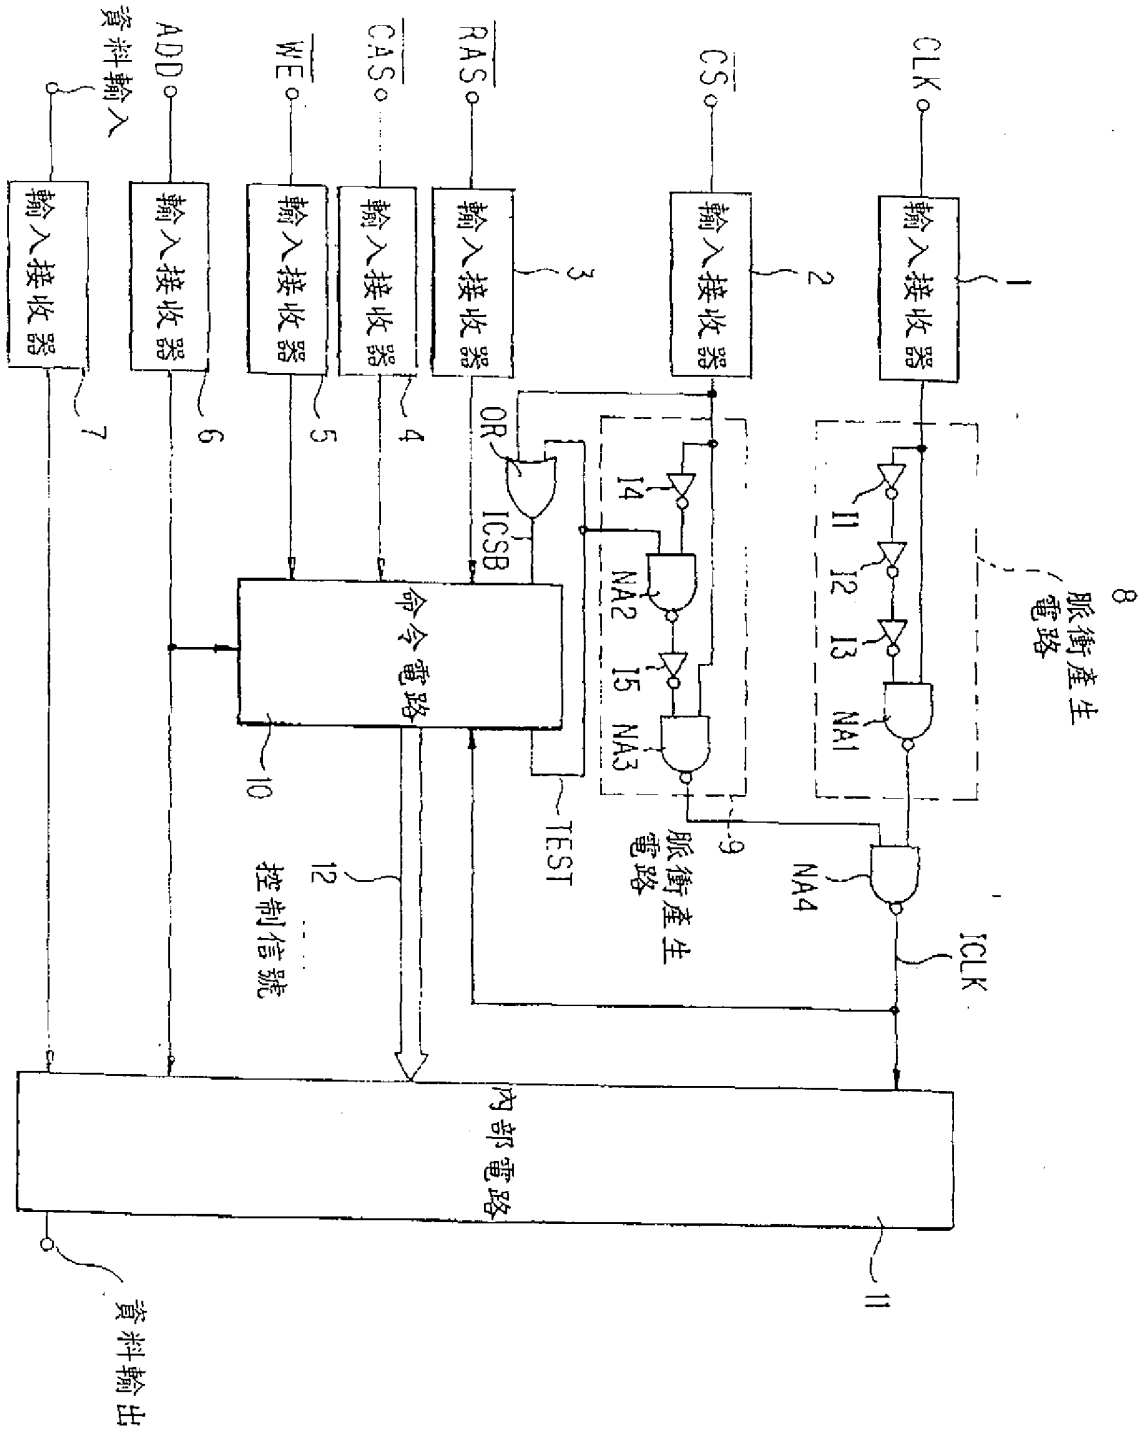 CLK
輸入接收器
1
I1
I2
I3
NA1
8
脈衝產生
電路
CS
輸入接收器
2
I4
NA2
I5
NA3
9
脈衝產生
電路
NA4
ICLK
RAS
輸入接收器
3
OR
ICSB
TEST
CAS
輸入接收器
4
WE
輸入接收器
5
命令電路
10
12
控制信號
ADD
輸入接收器
6
資料輸入
輸入接收器
7
內部電路
11
資料輸出